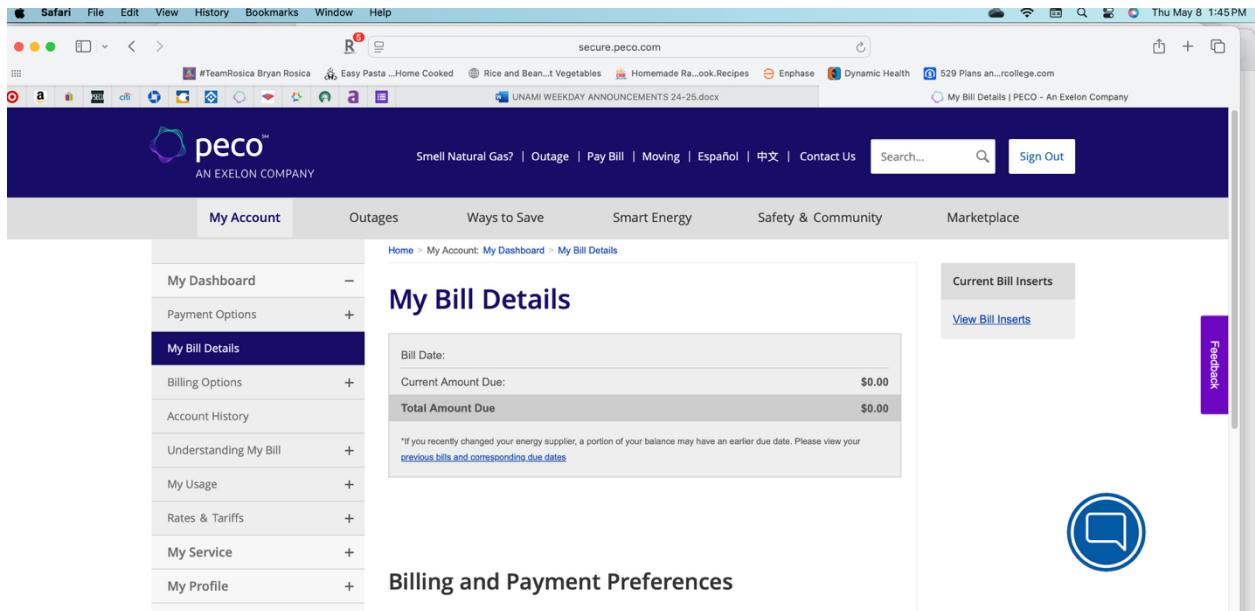 Safari File Edit View History Bookmarks Window Help Thu May 8 1:45 PM
R 5 secure.peco.com
#TeamRosica Bryan Rosica Easy Pasta ...Home Cooked Rice and Bean...t Vegetables Homemade Ra...ook.Recipes Enphase Dynamic Health 529 Plans an...rcollege.com
a citi a UNAMI WEEKDAY ANNOUNCEMENTS 24-25.docx My Bill Details | PECO - An Exelon Company
peco℠
AN EXELON COMPANY
Smell Natural Gas? | Outage | Pay Bill | Moving | Español | 中文 | Contact Us Search... Sign Out
My Account Outages Ways to Save Smart Energy Safety & Community Marketplace
Home > My Account: My Dashboard > My Bill Details
My Dashboard −
Payment Options +
My Bill Details
Billing Options +
Account History
Understanding My Bill +
My Usage +
Rates & Tariffs +
My Service +
My Profile +
My Bill Details
Bill Date:
Current Amount Due: $0.00
Total Amount Due $0.00
*If you recently changed your energy supplier, a portion of your balance may have an earlier due date. Please view your
previous bills and corresponding due dates
Billing and Payment Preferences
Current Bill Inserts
View Bill Inserts
Feedback